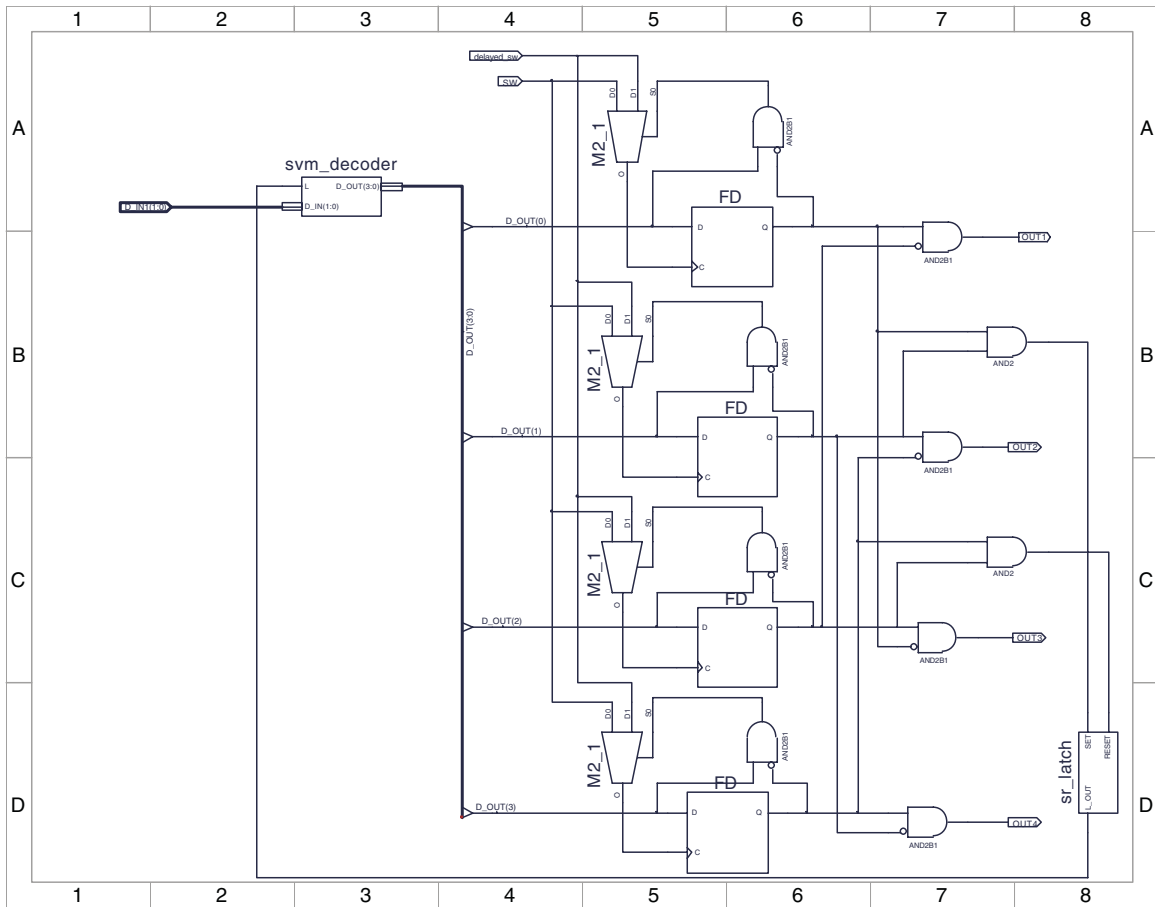 1 2 3 4 5 6 7 8
delayed_sw
SW
D0 D1 S0
A A
M2_1
AND2B1
O
svm_decoder
L D_OUT(3:0)
D_IN(1:0)
D_IN1(1:0)
FD
D_OUT(0)
D Q
C
OUT1
AND2B1
D0 D1 S0
D_OUT(3:0)
B B
M2_1
AND2B1
AND2
O
FD
D_OUT(1)
D Q
C
OUT2
AND2B1
D0 D1 S0
M2_1
AND2B1
AND2
C C
O
FD
D_OUT(2)
D Q
C
OUT3
AND2B1
D0 D1 S0
M2_1
AND2B1
SET RESET
sr_latch
L_OUT
O
FD
D D
D_OUT(3)
D Q
C
OUT4
AND2B1
1 2 3 4 5 6 7 8